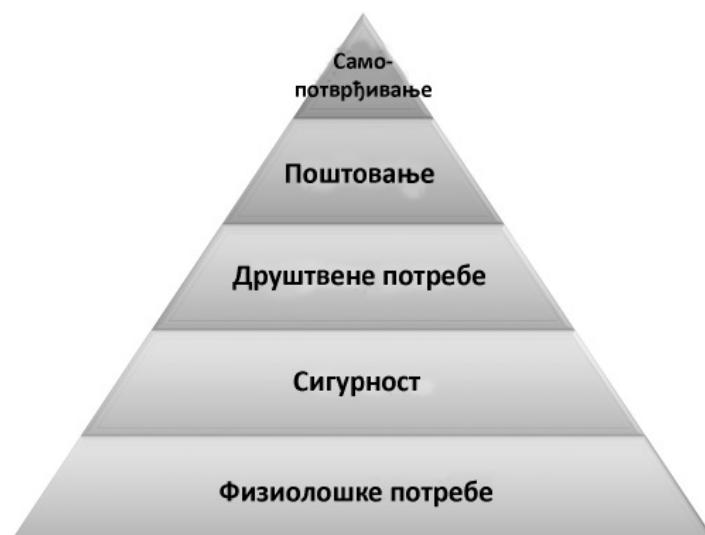 Само-
потврђивање
Поштовање
Друштвене потребе
Сигурност
Физиолошке потребе